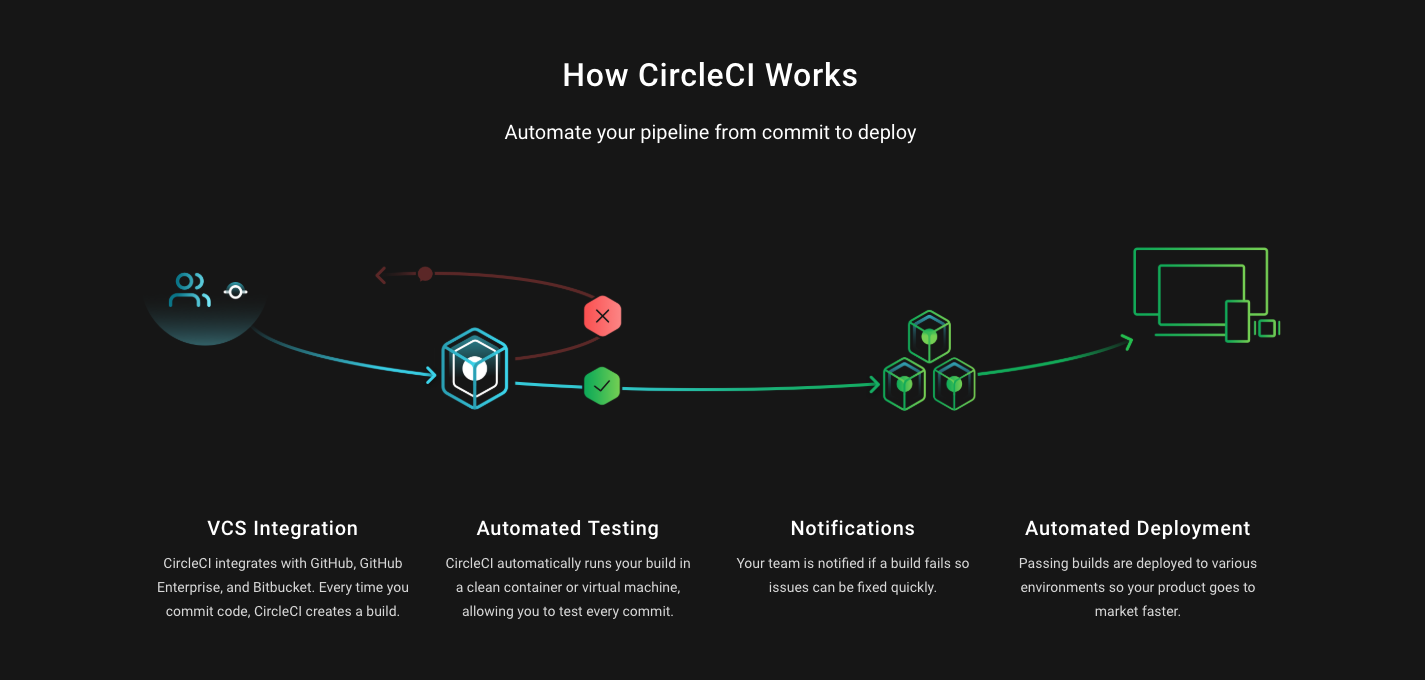 How CircleCI Works
Automate your pipeline from commit to deploy
VCS Integration
CircleCI integrates with GitHub, GitHub
Enterprise, and Bitbucket. Every time you
commit code, CircleCI creates a build.
Automated Testing
CircleCI automatically runs your build in
a clean container or virtual machine,
allowing you to test every commit.
Notifications
Your team is notified if a build fails so
issues can be fixed quickly.
Automated Deployment
Passing builds are deployed to various
environments so your product goes to
market faster.